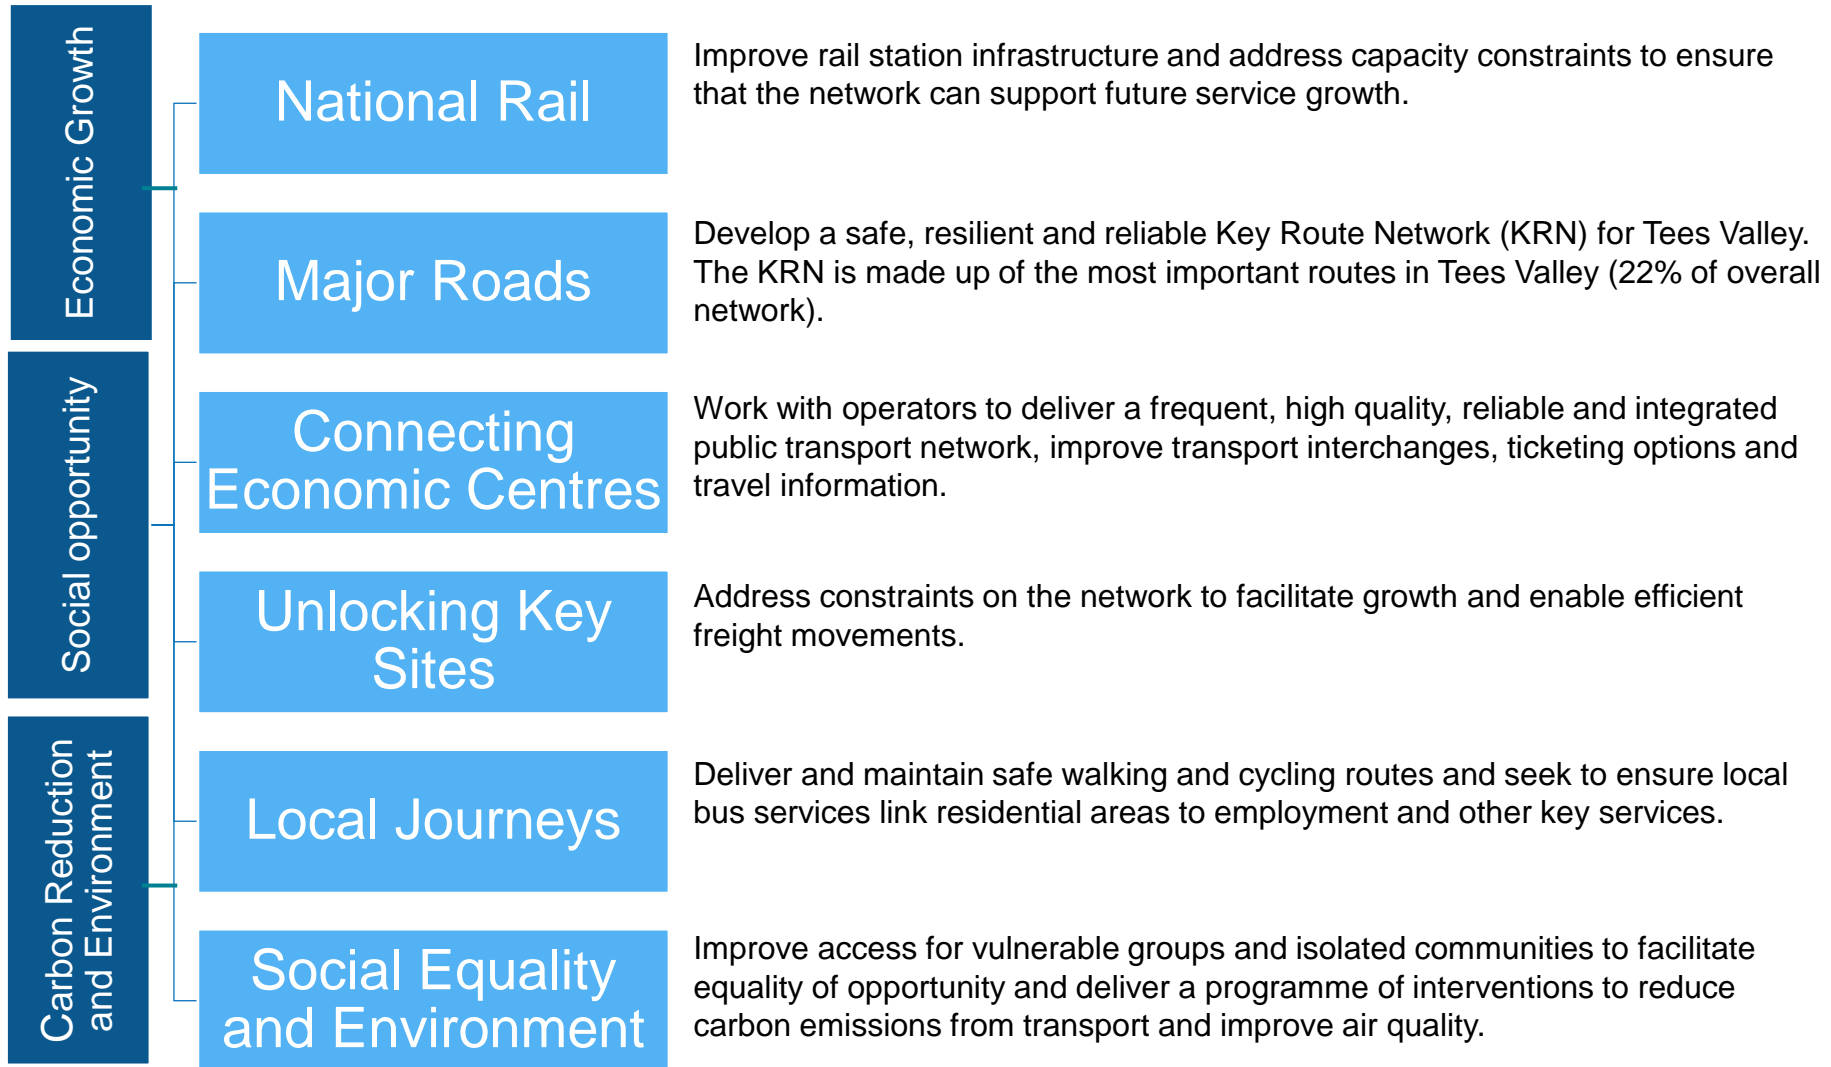 Economic Growth
Social opportunity
Carbon Reduction
and Environment
National Rail
Improve rail station infrastructure and address capacity constraints to ensure
that the network can support future service growth.
Major Roads
Develop a safe, resilient and reliable Key Route Network (KRN) for Tees Valley.
The KRN is made up of the most important routes in Tees Valley (22% of overall
network).
Connecting
Economic Centres
Work with operators to deliver a frequent, high quality, reliable and integrated
public transport network, improve transport interchanges, ticketing options and
travel information.
Unlocking Key
Sites
Address constraints on the network to facilitate growth and enable efficient
freight movements.
Local Journeys
Deliver and maintain safe walking and cycling routes and seek to ensure local
bus services link residential areas to employment and other key services.
Social Equality
and Environment
Improve access for vulnerable groups and isolated communities to facilitate
equality of opportunity and deliver a programme of interventions to reduce
carbon emissions from transport and improve air quality.